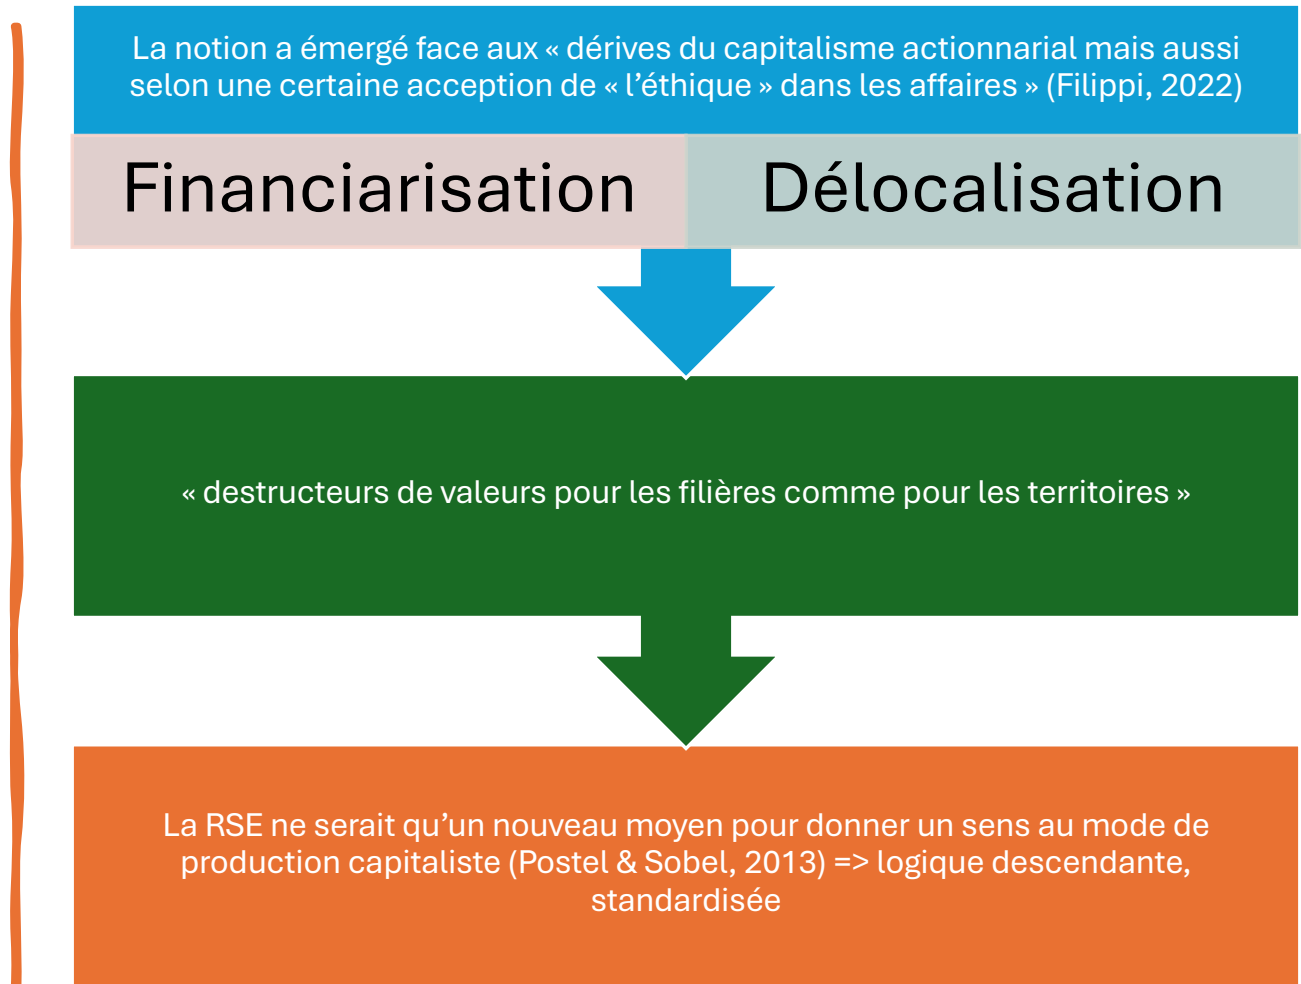 La notion a émergé face aux « dérives du capitalisme actionnarial mais aussi
selon une certaine acception de « l'éthique » dans les affaires » (Filippi, 2022)
Financiarisation Délocalisation
« destructeurs de valeurs pour les filières comme pour les territoires »
La RSE ne serait qu'un nouveau moyen pour donner un sens au mode de
production capitaliste (Postel & Sobel, 2013) => logique descendante,
standardisée